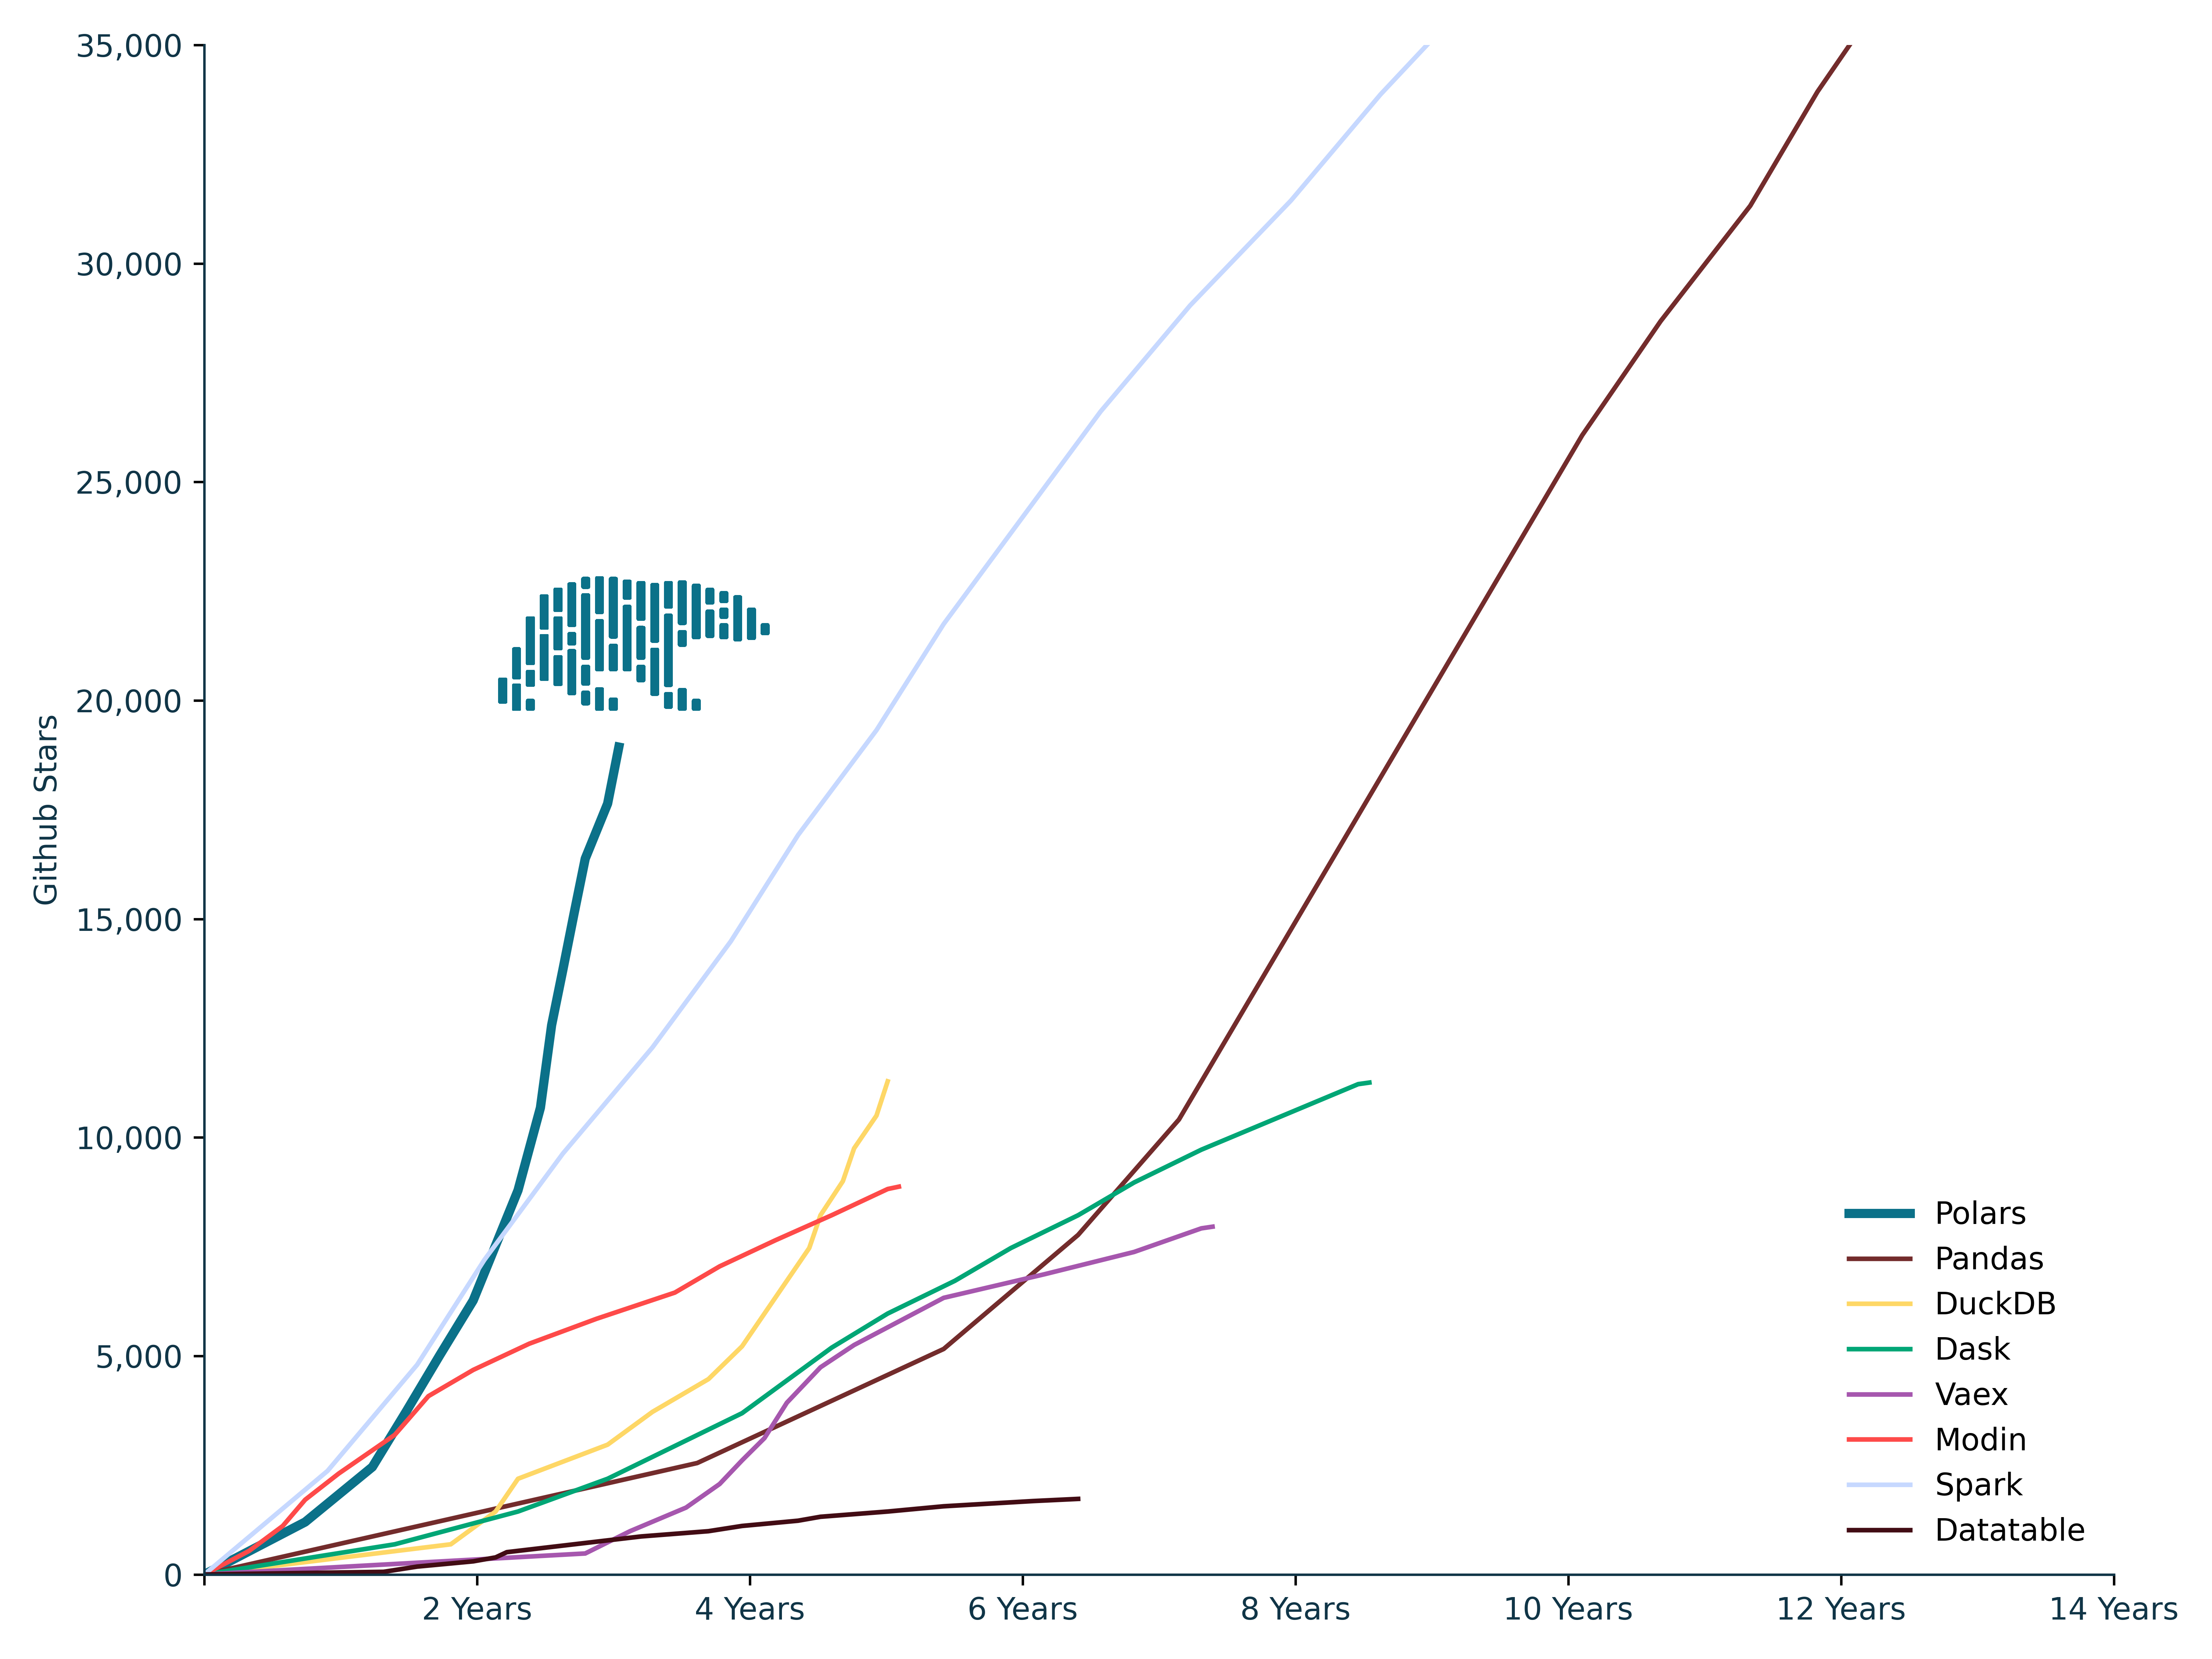 35,000
30,000
25,000
20,000
15,000
10,000
5,000
0
Github Stars
2 Years
4 Years
6 Years
8 Years
10 Years
12 Years
14 Years
Polars
Pandas
DuckDB
Dask
Vaex
Modin
Spark
Datatable